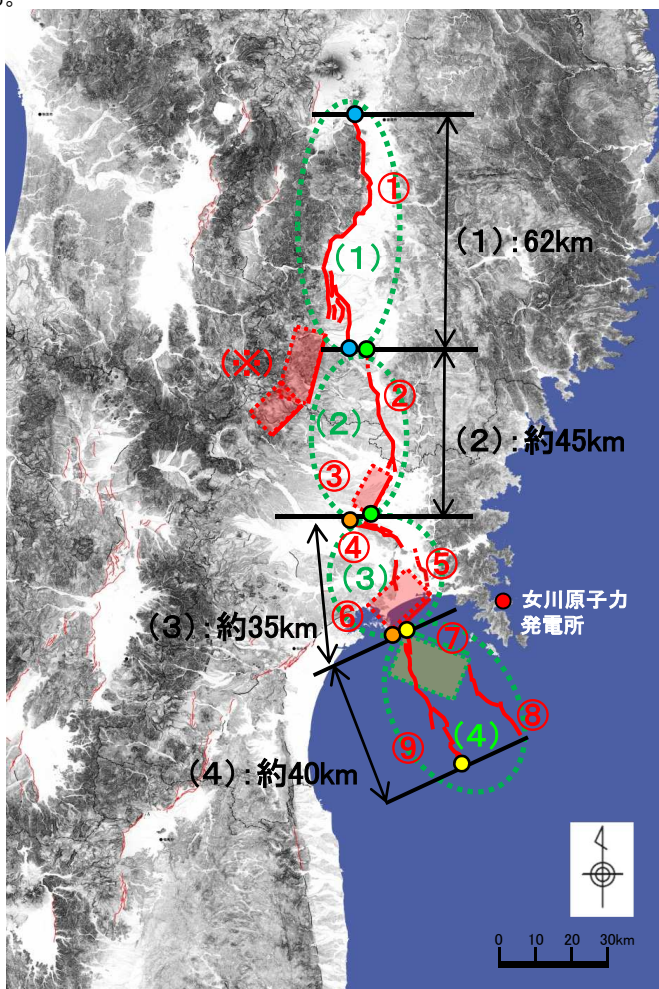 ①
(1)
(1):62km
(※)
②
(2)
(2):約45km
③
④
⑤
(3)
女川原子力
発電所
⑥
(3):約35km
⑦
⑧
(4)
⑨
(4):約40km
0 10 20 30km